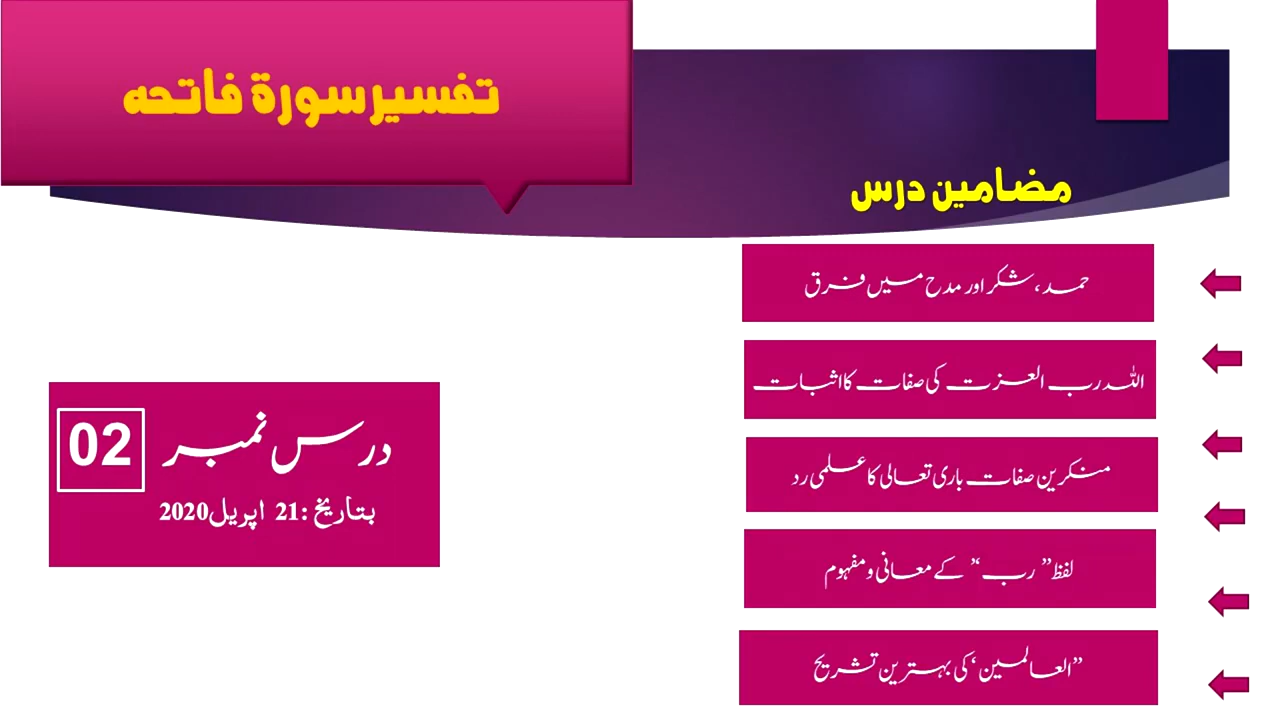 تفسیر سورۃ فاتحہ
مضامین درس
حمد، شکر اور مدح میں فرق
اللہ رب العزت کی صفات کا اثبات
منکرین صفات باری تعالی کا علمی رد
لفظ ”رب“ کے معانی و مفہوم
”العالمین‘ کی بہترین تشریح
درس نمبر 02
بتاریخ: 21 اپریل 2020